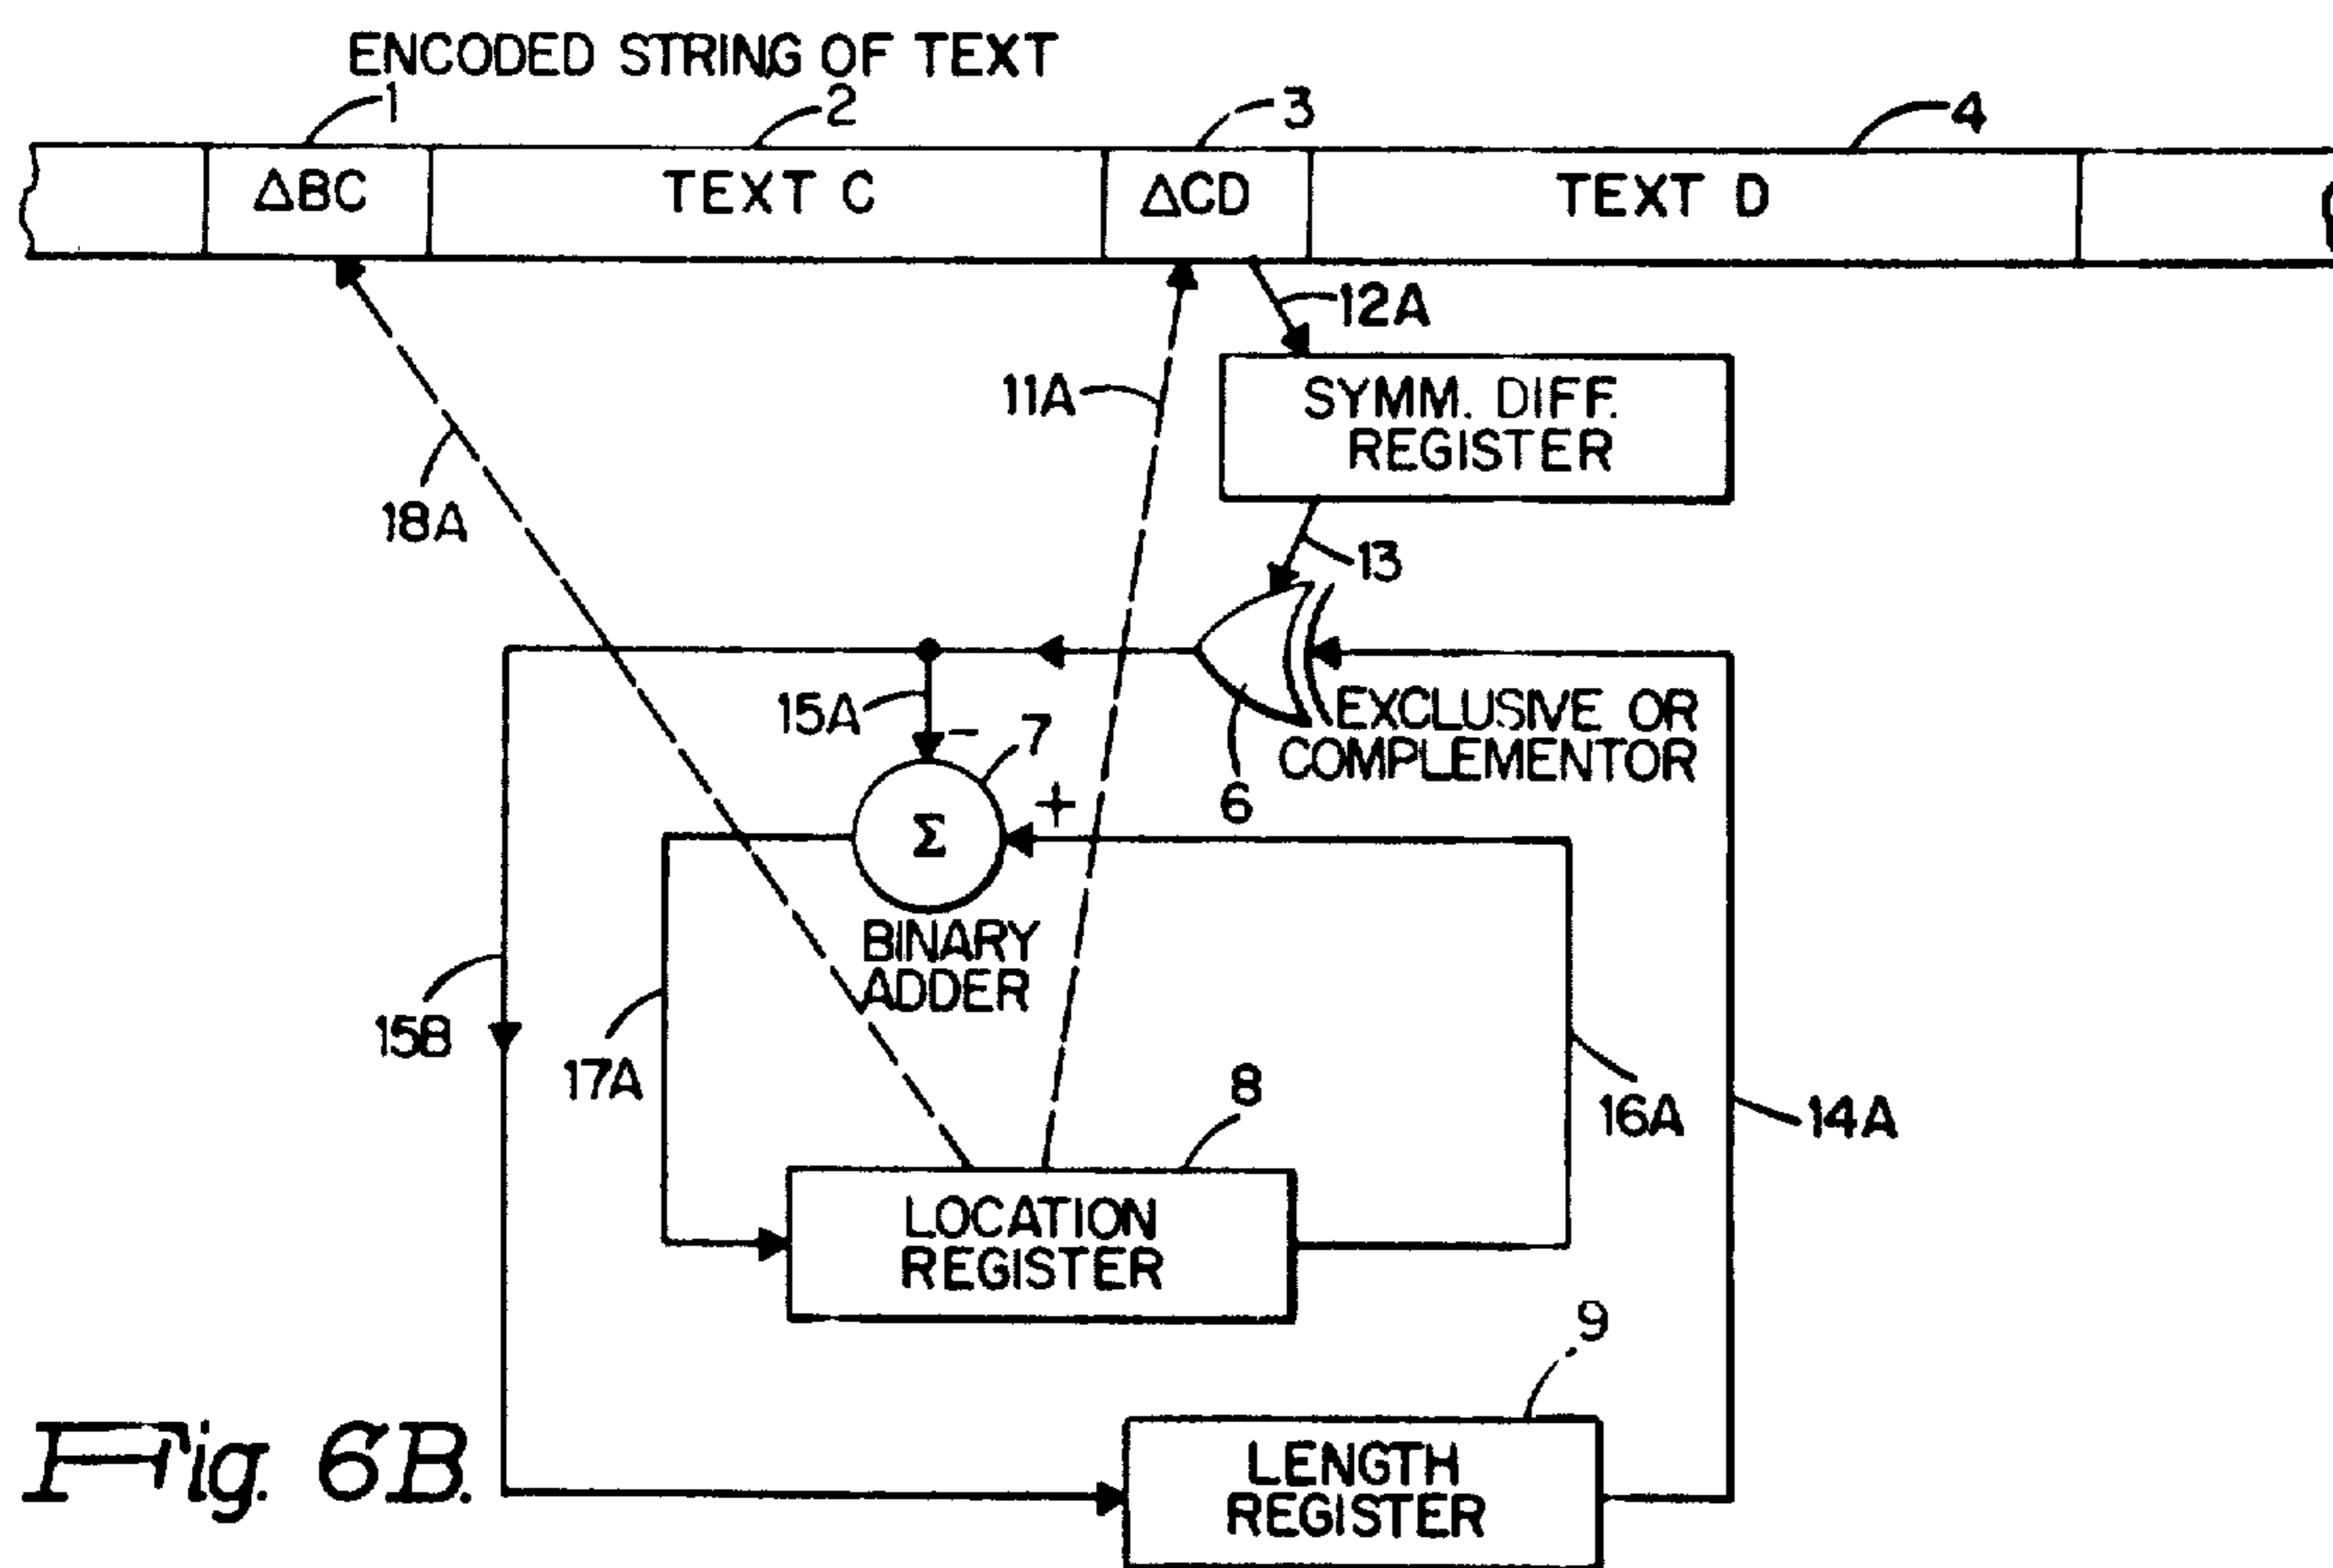 ENCODED STRING OF TEXT
1
2
3
4
ΔBC
TEXT C
ΔCD
TEXT D
12A
11A
SYMM. DIFF.
REGISTER
18A
13
15A
−
7
EXCLUSIVE OR
COMPLEMENTOR
6
+
Σ
BINARY
ADDER
15B
17A
8
16A
14A
LOCATION
REGISTER
9
LENGTH
REGISTER
Fig. 6B.